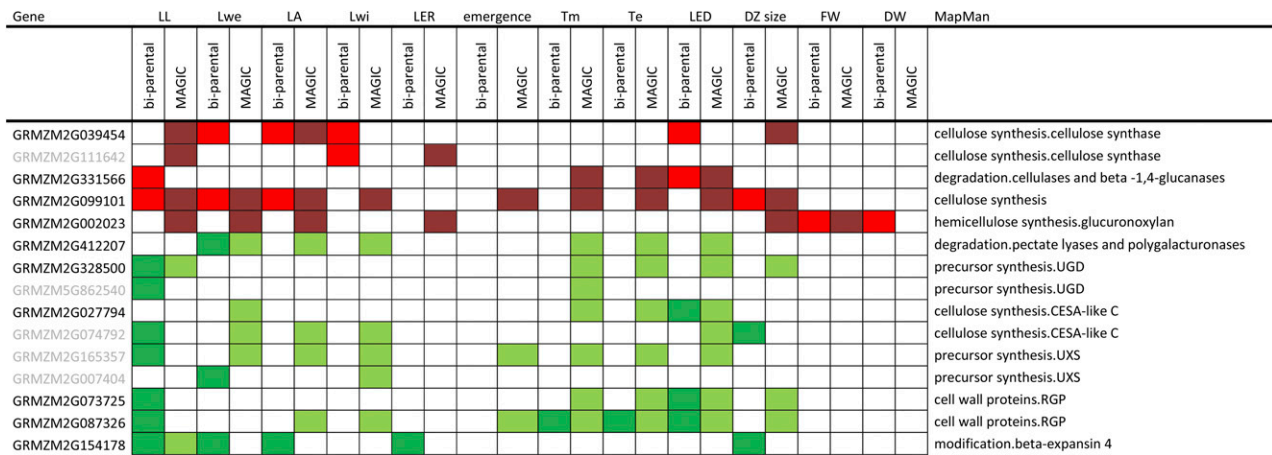 Gene LL Lwe LA Lwi LER emergence Tm Te LED DZ size FW DW MapMan
bi-parental MAGIC bi-parental MAGIC bi-parental MAGIC bi-parental MAGIC bi-parental MAGIC bi-parental MAGIC bi-parental MAGIC bi-parental MAGIC bi-parental MAGIC bi-parental MAGIC bi-parental MAGIC bi-parental MAGIC
GRMZM2G039454 cellulose synthesis.cellulose synthase
GRMZM2G111642 cellulose synthesis.cellulose synthase
GRMZM2G331566 degradation.cellulases and beta -1,4-glucanases
GRMZM2G099101 cellulose synthesis
GRMZM2G002023 hemicellulose synthesis.glucuronoxylan
GRMZM2G412207 degradation.pectate lyases and polygalacturonases
GRMZM2G328500 precursor synthesis.UGD
GRMZM5G862540 precursor synthesis.UGD
GRMZM2G027794 cellulose synthesis.CESA-like C
GRMZM2G074792 cellulose synthesis.CESA-like C
GRMZM2G165357 precursor synthesis.UXS
GRMZM2G007404 precursor synthesis.UXS
GRMZM2G073725 cell wall proteins.RGP
GRMZM2G087326 cell wall proteins.RGP
GRMZM2G154178 modification.beta-expansin 4